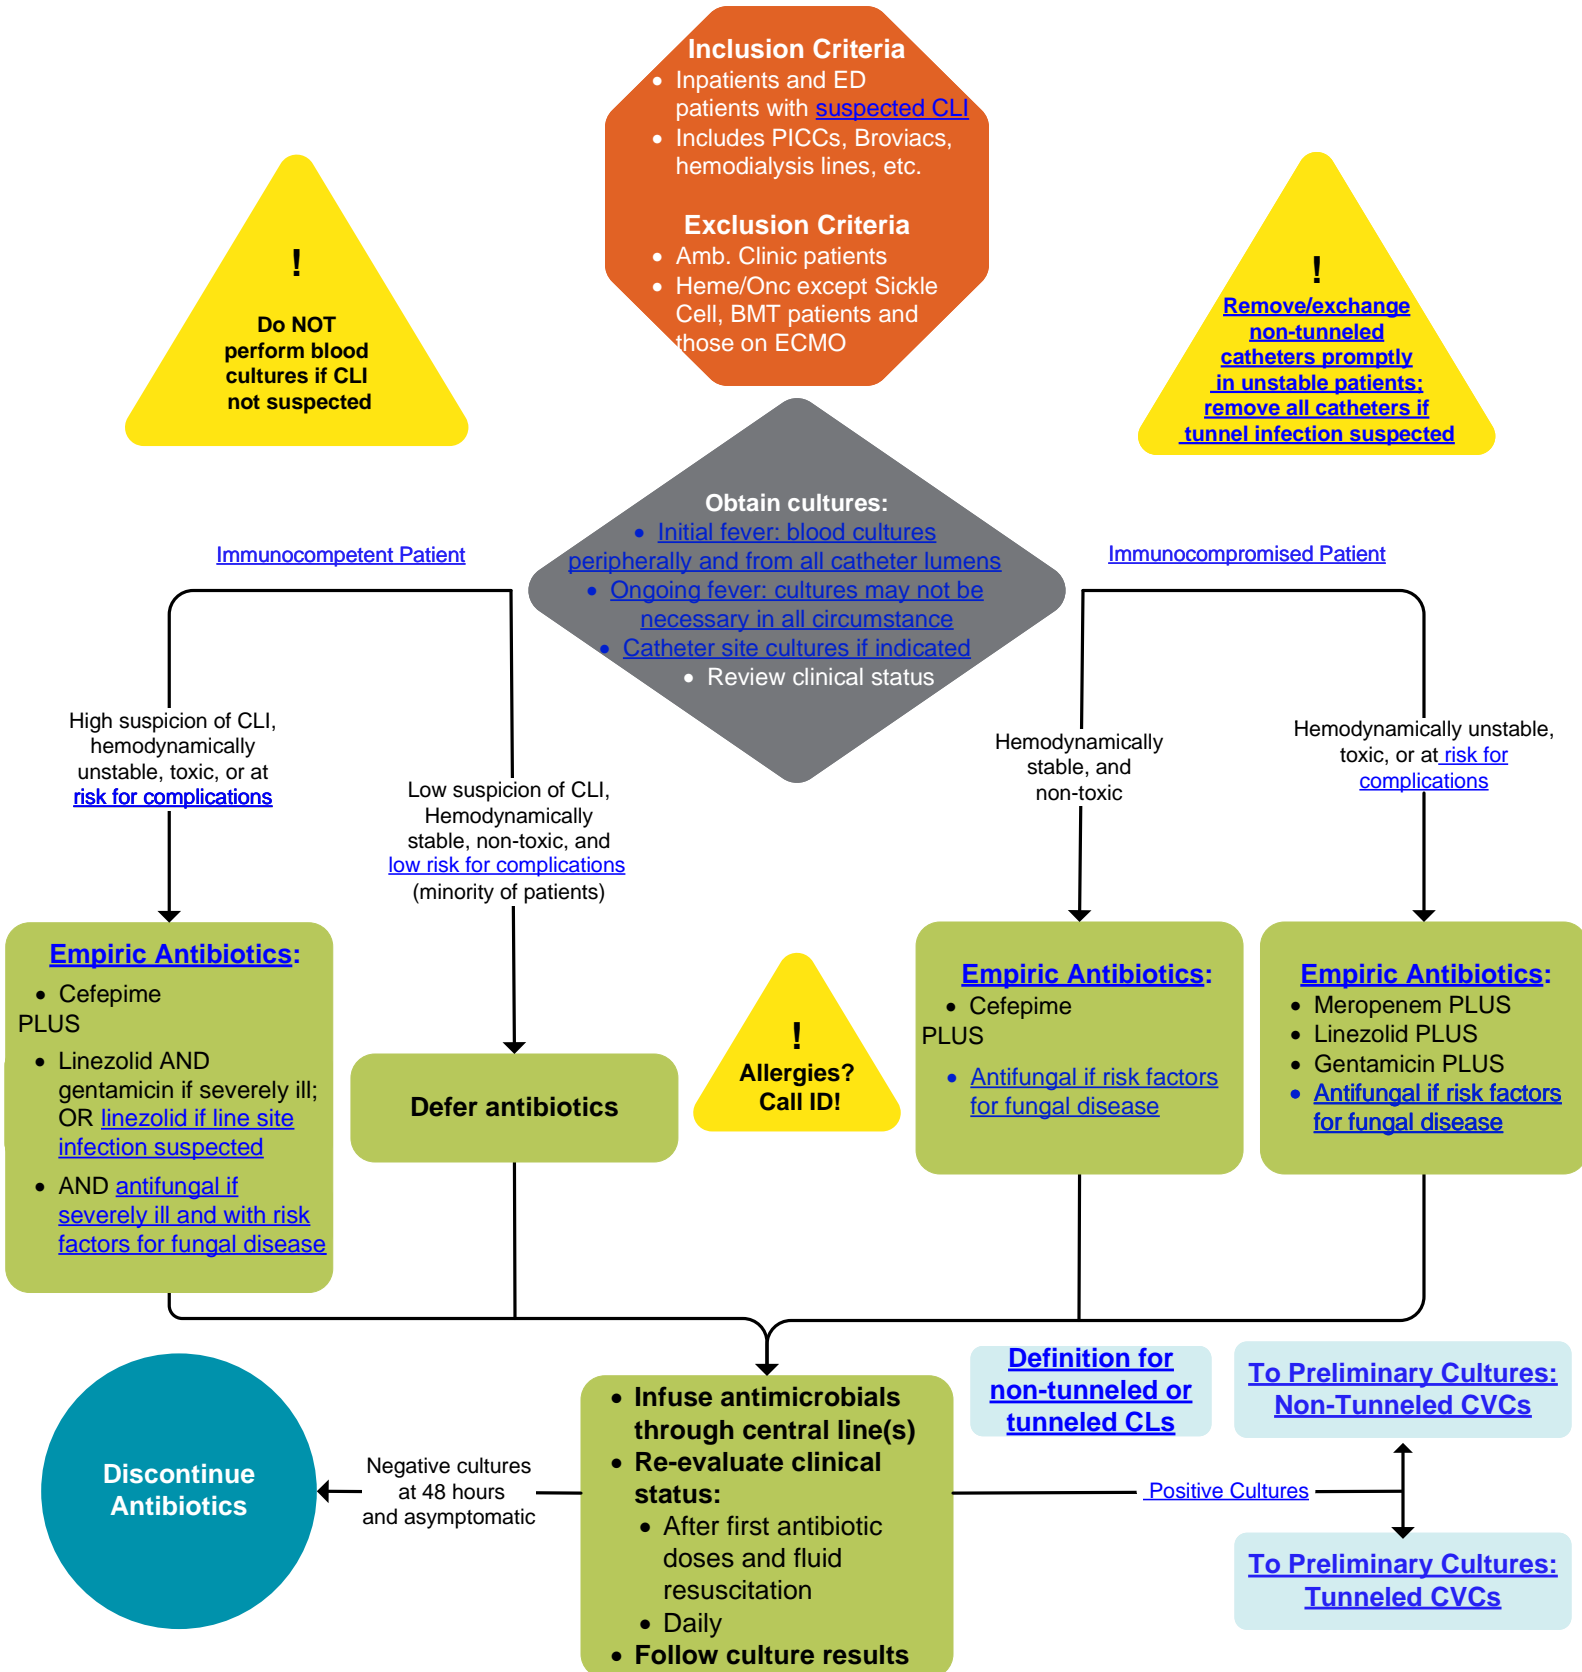 Inclusion Criteria
• Inpatients and ED
patients with suspected CLI
• Includes PICCs, Broviacs,
hemodialysis lines, etc.
Exclusion Criteria
• Amb. Clinic patients
• Heme/Onc except Sickle
Cell, BMT patients and
those on ECMO
!
Do NOT
perform blood
cultures if CLI
not suspected
!
Remove/exchange
non-tunneled
catheters promptly
in unstable patients;
remove all catheters if
tunnel infection suspected
Obtain cultures:
• Initial fever: blood cultures
peripherally and from all catheter lumens
• Ongoing fever: cultures may not be
necessary in all circumstance
• Catheter site cultures if indicated
• Review clinical status
Immunocompetent Patient
Immunocompromised Patient
High suspicion of CLI,
hemodynamically
unstable, toxic, or at
risk for complications
Low suspicion of CLI,
Hemodynamically
stable, non-toxic, and
low risk for complications
(minority of patients)
Hemodynamically
stable, and
non-toxic
Hemodynamically unstable,
toxic, or at risk for
complications
Empiric Antibiotics:
• Cefepime
PLUS
• Linezolid AND
gentamicin if severely ill;
OR linezolid if line site
infection suspected
• AND antifungal if
severely ill and with risk
factors for fungal disease
Defer antibiotics
!
Allergies?
Call ID!
Empiric Antibiotics:
• Cefepime
PLUS
• Antifungal if risk factors
for fungal disease
Empiric Antibiotics:
• Meropenem PLUS
• Linezolid PLUS
• Gentamicin PLUS
• Antifungal if risk factors
for fungal disease
Discontinue
Antibiotics
Negative cultures
at 48 hours
and asymptomatic
• Infuse antimicrobials
through central line(s)
• Re-evaluate clinical
status:
• After first antibiotic
doses and fluid
resuscitation
• Daily
• Follow culture results
Definition for
non-tunneled or
tunneled CLs
Positive Cultures
To Preliminary Cultures:
Non-Tunneled CVCs
To Preliminary Cultures:
Tunneled CVCs